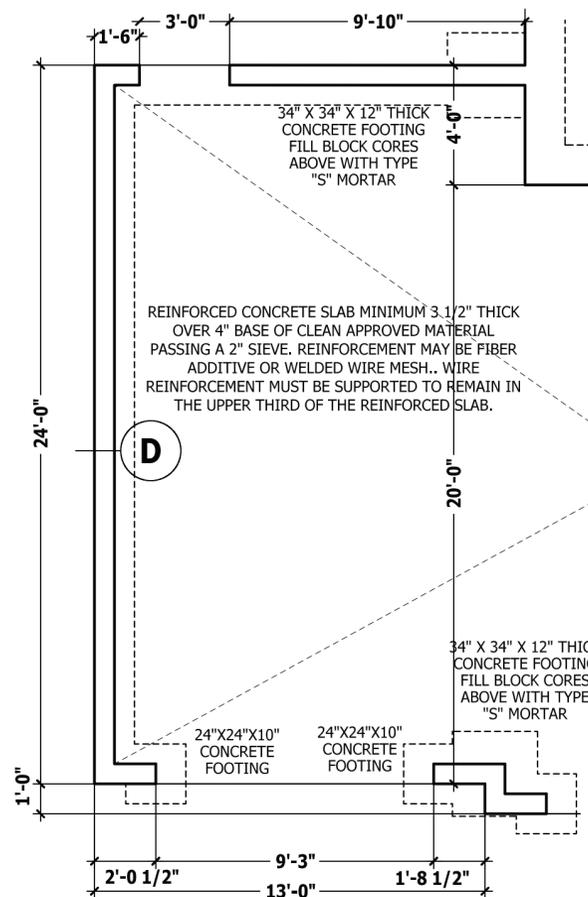 3'-0"
9'-10"
1'-6"
34" X 34" X 12" THICK
CONCRETE FOOTING
FILL BLOCK CORES
ABOVE WITH TYPE
"S" MORTAR
4'-0"
REINFORCED CONCRETE SLAB MINIMUM 3 1/2" THICK
OVER 4" BASE OF CLEAN APPROVED MATERIAL
PASSING A 2" SIEVE. REINFORCEMENT MAY BE FIBER
ADDITIVE OR WELDED WIRE MESH.. WIRE
REINFORCEMENT MUST BE SUPPORTED TO REMAIN IN
THE UPPER THIRD OF THE REINFORCED SLAB.
24'-0"
D
20'-0"
34" X 34" X 12" THIC
CONCRETE FOOTING
FILL BLOCK CORES
ABOVE WITH TYPE
"S" MORTAR
24"X24"X10"
CONCRETE
FOOTING
24"X24"X10"
CONCRETE
FOOTING
1'-0"
9'-3"
2'-0 1/2"
1'-8 1/2"
13'-0"